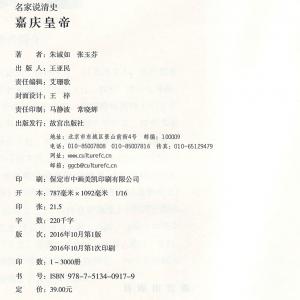 名家说清史
嘉庆皇帝
著 者：朱诚如 张玉芬
出 版 人：王亚民
责任编辑：艾珊歌
封面设计：王 梓
责任印制：马静波 常晓辉
出版发行：故宫出版社
地址：北京市东城区景山前街4号 邮编：100009
电话：010-85007808 010-85007816 传真：010-65129479
网址：www.culturefc.cn
邮箱：ggcb@culturefc.cn
印 刷：保定市中画美凯印刷有限公司
开 本：787毫米×1092毫米 1/16
印 张：21.5
字 数：220千字
版 次：2016年10月第1版
2016年10月第1次印刷
印 数：1～3000册
书 号：ISBN 978-7-5134-0917-9
定 价：39.00元